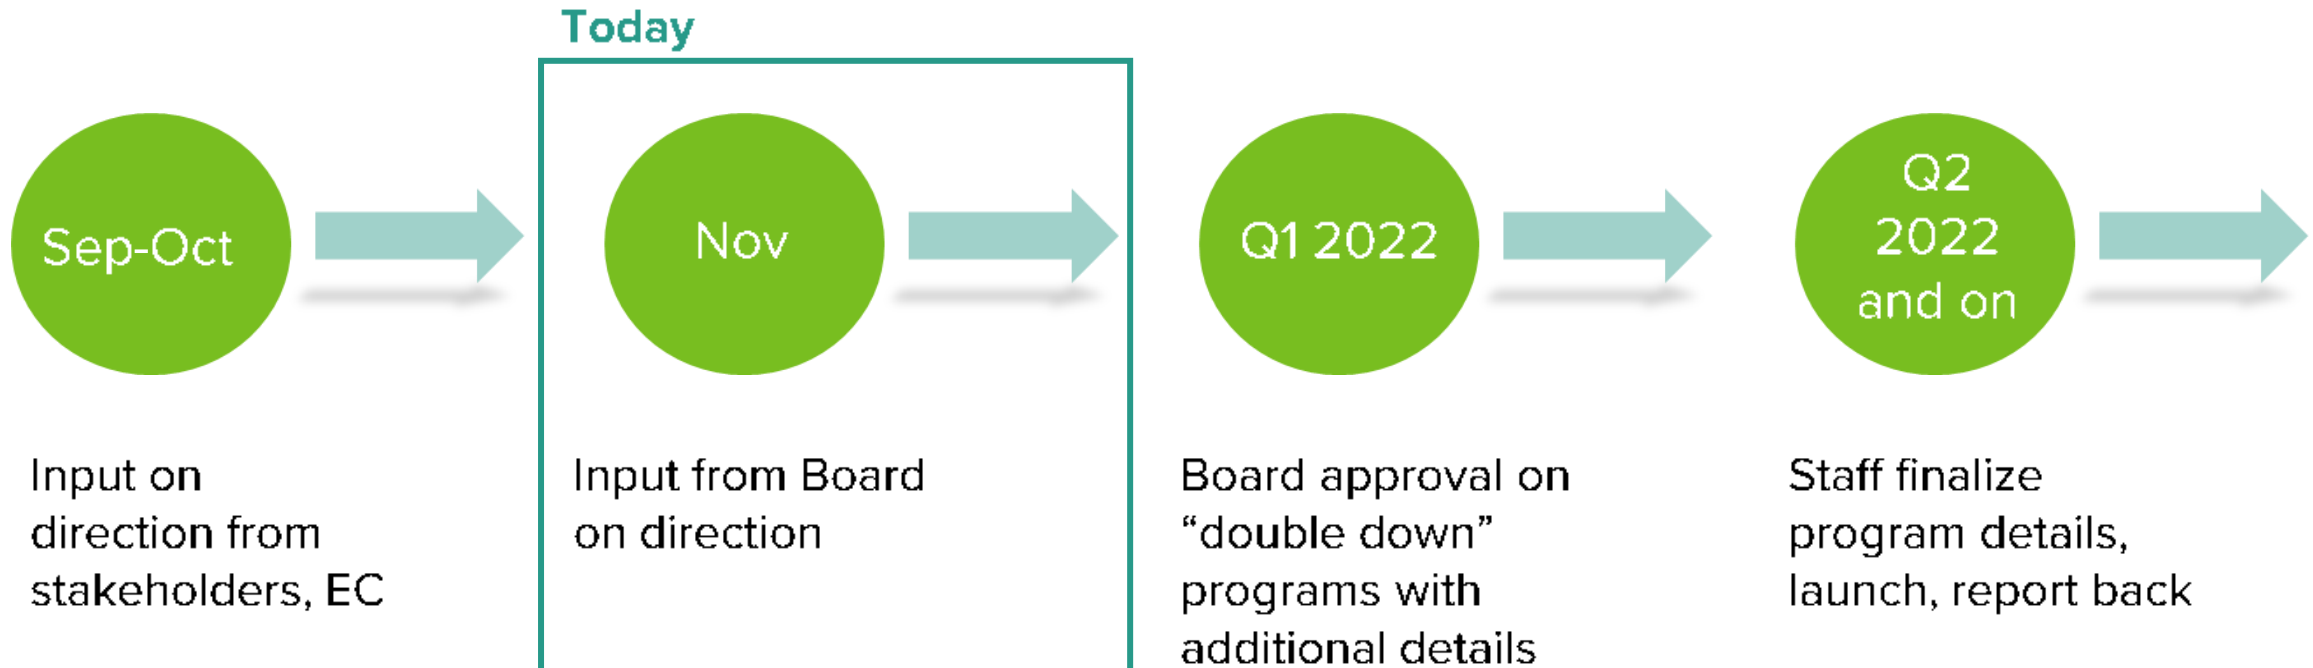 Today
Sep-Oct
Nov
Q1 2022
Q2
2022
and on
Input on
direction from
stakeholders, EC
Input from Board
on direction
Board approval on
“double down”
programs with
additional details
Staff finalize
program details,
launch, report back